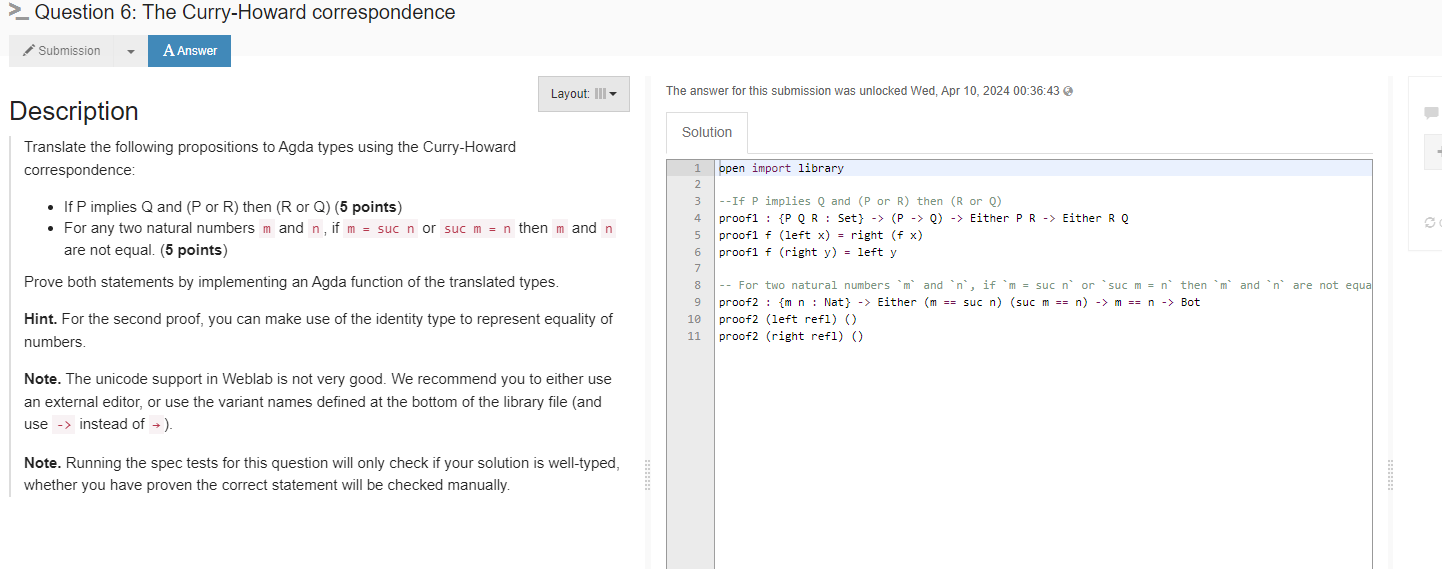 >_ Question 6: The Curry-Howard correspondence
Submission
A Answer
Layout:
Description
Translate the following propositions to Agda types using the Curry-Howard
correspondence:
• If P implies Q and (P or R) then (R or Q) (5 points)
• For any two natural numbers m and n, if m = suc n or suc m = n then m and n
are not equal. (5 points)
Prove both statements by implementing an Agda function of the translated types.
Hint. For the second proof, you can make use of the identity type to represent equality of
numbers.
Note. The unicode support in Weblab is not very good. We recommend you to either use
an external editor, or use the variant names defined at the bottom of the library file (and
use -> instead of → ).
Note. Running the spec tests for this question will only check if your solution is well-typed,
whether you have proven the correct statement will be checked manually.
The answer for this submission was unlocked Wed, Apr 10, 2024 00:36:43
Solution
1 open import library
2
3 --If P implies Q and (P or R) then (R or Q)
4 proof1 : {P Q R : Set} -> (P -> Q) -> Either P R -> Either R Q
5 proof1 f (left x) = right (f x)
6 proof1 f (right y) = left y
7
8 -- For two natural numbers `m` and `n`, if `m = suc n` or `suc m = n` then `m` and `n` are not equa
9 proof2 : {m n : Nat} -> Either (m == suc n) (suc m == n) -> m == n -> Bot
10 proof2 (left refl) ()
11 proof2 (right refl) ()